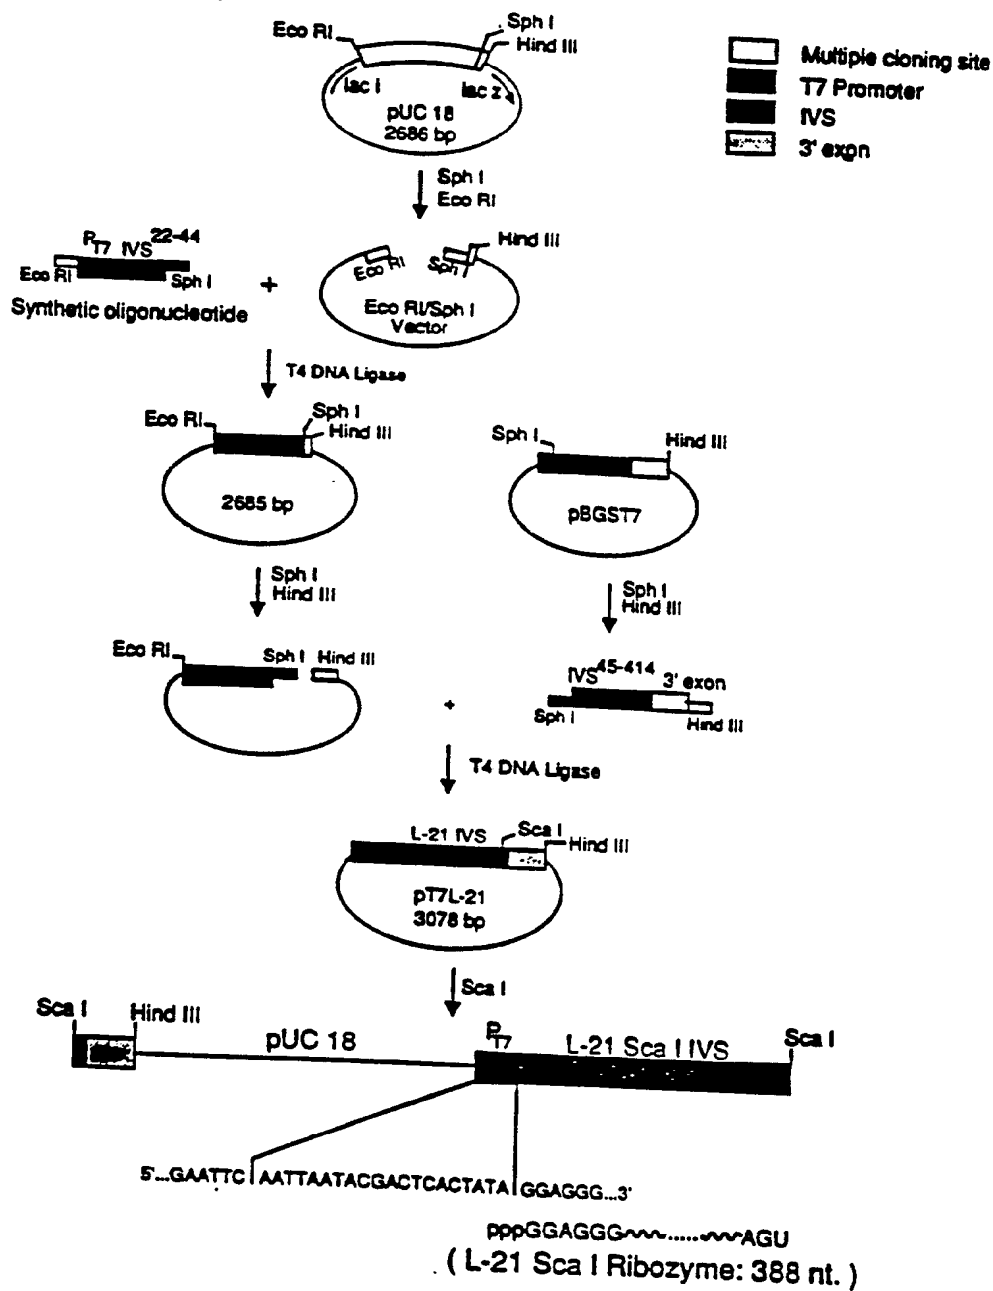 Eco RI
Sph I
Hind III
lac i
lac z
pUC 18
2686 bp
Multiple cloning site
T7 Promoter
IVS
3' exon
Sph I
Eco RI
PT7 IVS22-44
Eco RI
Sph I
Synthetic oligonucleotide
+
Hind III
Eco RI
Sph I
Eco RI/Sph I
Vector
T4 DNA Ligase
Eco RI
Sph I
Hind III
2685 bp
Sph I
Hind III
pBGST7
Sph I
Hind III
Sph I
Hind III
Eco RI
Sph I
Hind III
+
IVS45-414
3' exon
Sph I
Hind III
T4 DNA Ligase
L-21 IVS
Sca I
Hind III
pT7L-21
3078 bp
Sca I
Sca I
Hind III
pUC 18
PT7
L-21 Sca I IVS
Sca I
5'...GAATTC AATTAATACGACTCACTATA GGAGGG...3'
pppGGAGGG~~......~~AGU
( L-21 Sca I Ribozyme: 388 nt. )